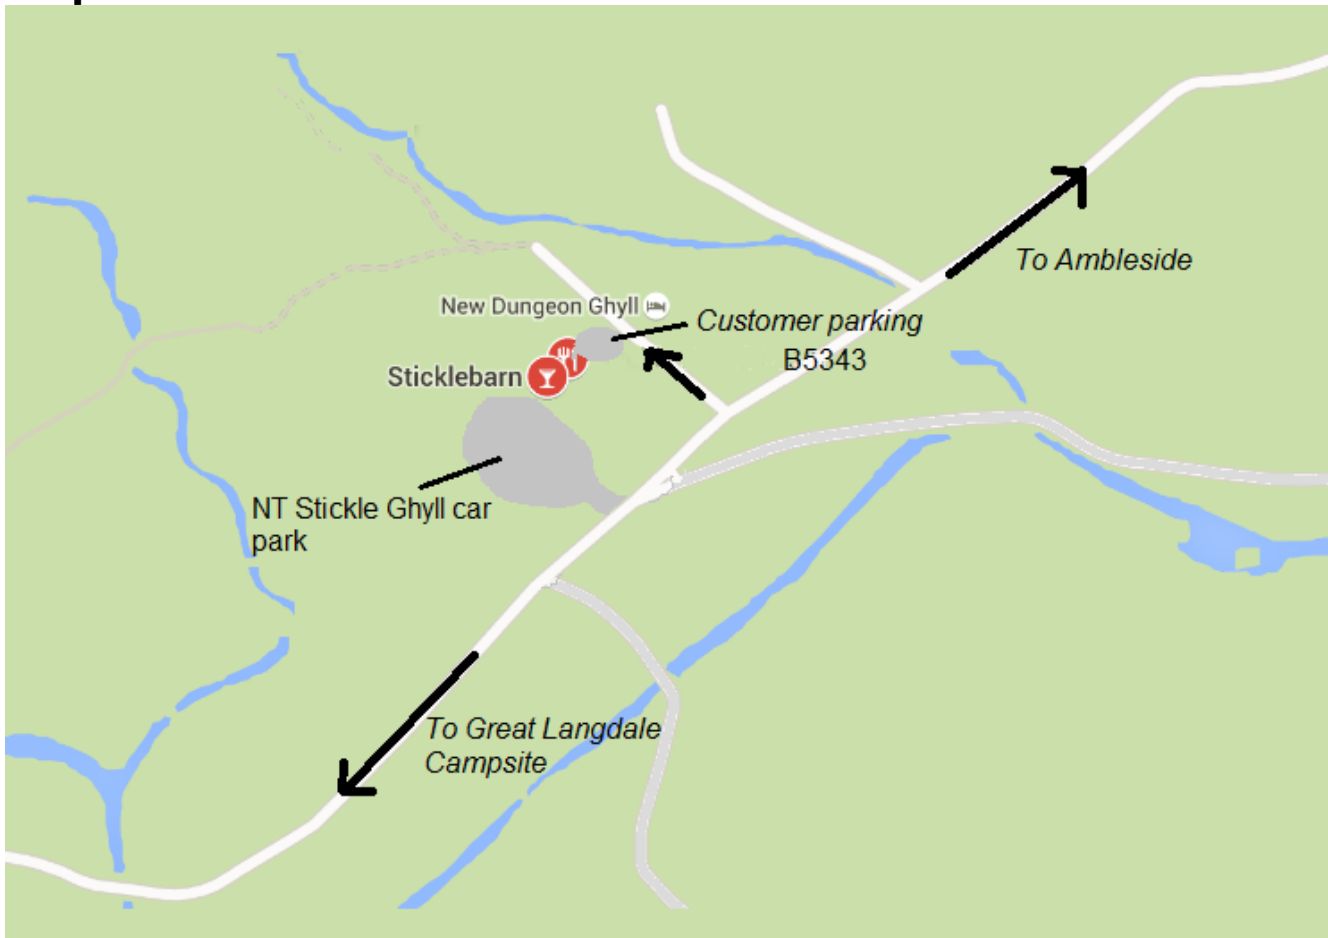 To Ambleside
New Dungeon Ghyll
Customer parking
B5343
Sticklebarn
NT Stickle Ghyll car
park
To Great Langdale
Campsite